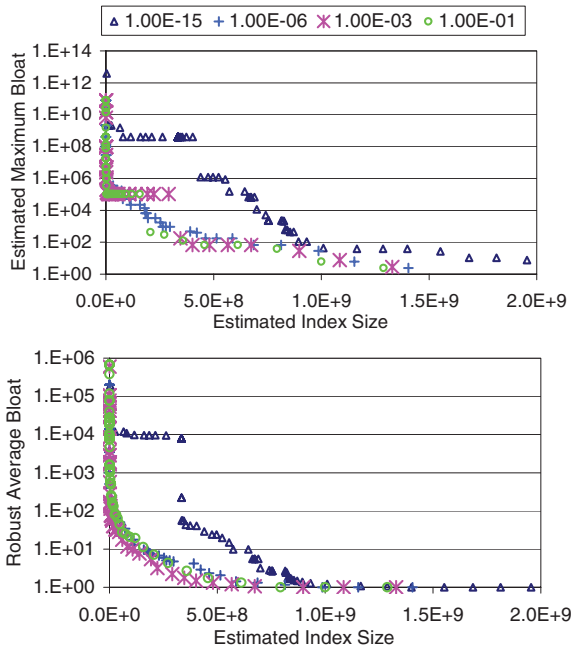 1.00E-15 1.00E-06 1.00E-03 1.00E-01
Estimated Maximum Bloat
1.E+14
1.E+12
1.E+10
1.E+08
1.E+06
1.E+04
1.E+02
1.E+00
0.0E+0 5.0E+8 1.0E+9 1.5E+9 2.0E+9
Estimated Index Size
Robust Average Bloat
1.E+06
1.E+05
1.E+04
1.E+03
1.E+02
1.E+01
1.E+00
0.0E+0 5.0E+8 1.0E+9 1.5E+9 2.0E+9
Estimated Index Size